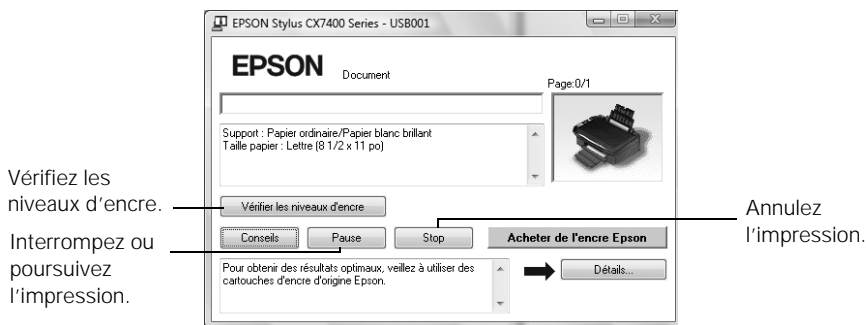 EPSON Stylus CX7400 Series - USB001
EPSON
Document
Page:0/1
Support : Papier ordinaire/Papier blanc brillant
Taille papier : Lettre (8 1/2 x 11 po)
Vérifiez les
niveaux d'encre.
Vérifier les niveaux d'encre
Interrompez ou
poursuivez
l'impression.
Conseils
Pause
Stop
Acheter de l'encre Epson
Annulez
l'impression.
Pour obtenir des résultats optimaux, veillez à utiliser des
cartouches d'encre d'origine Epson.
Détails...